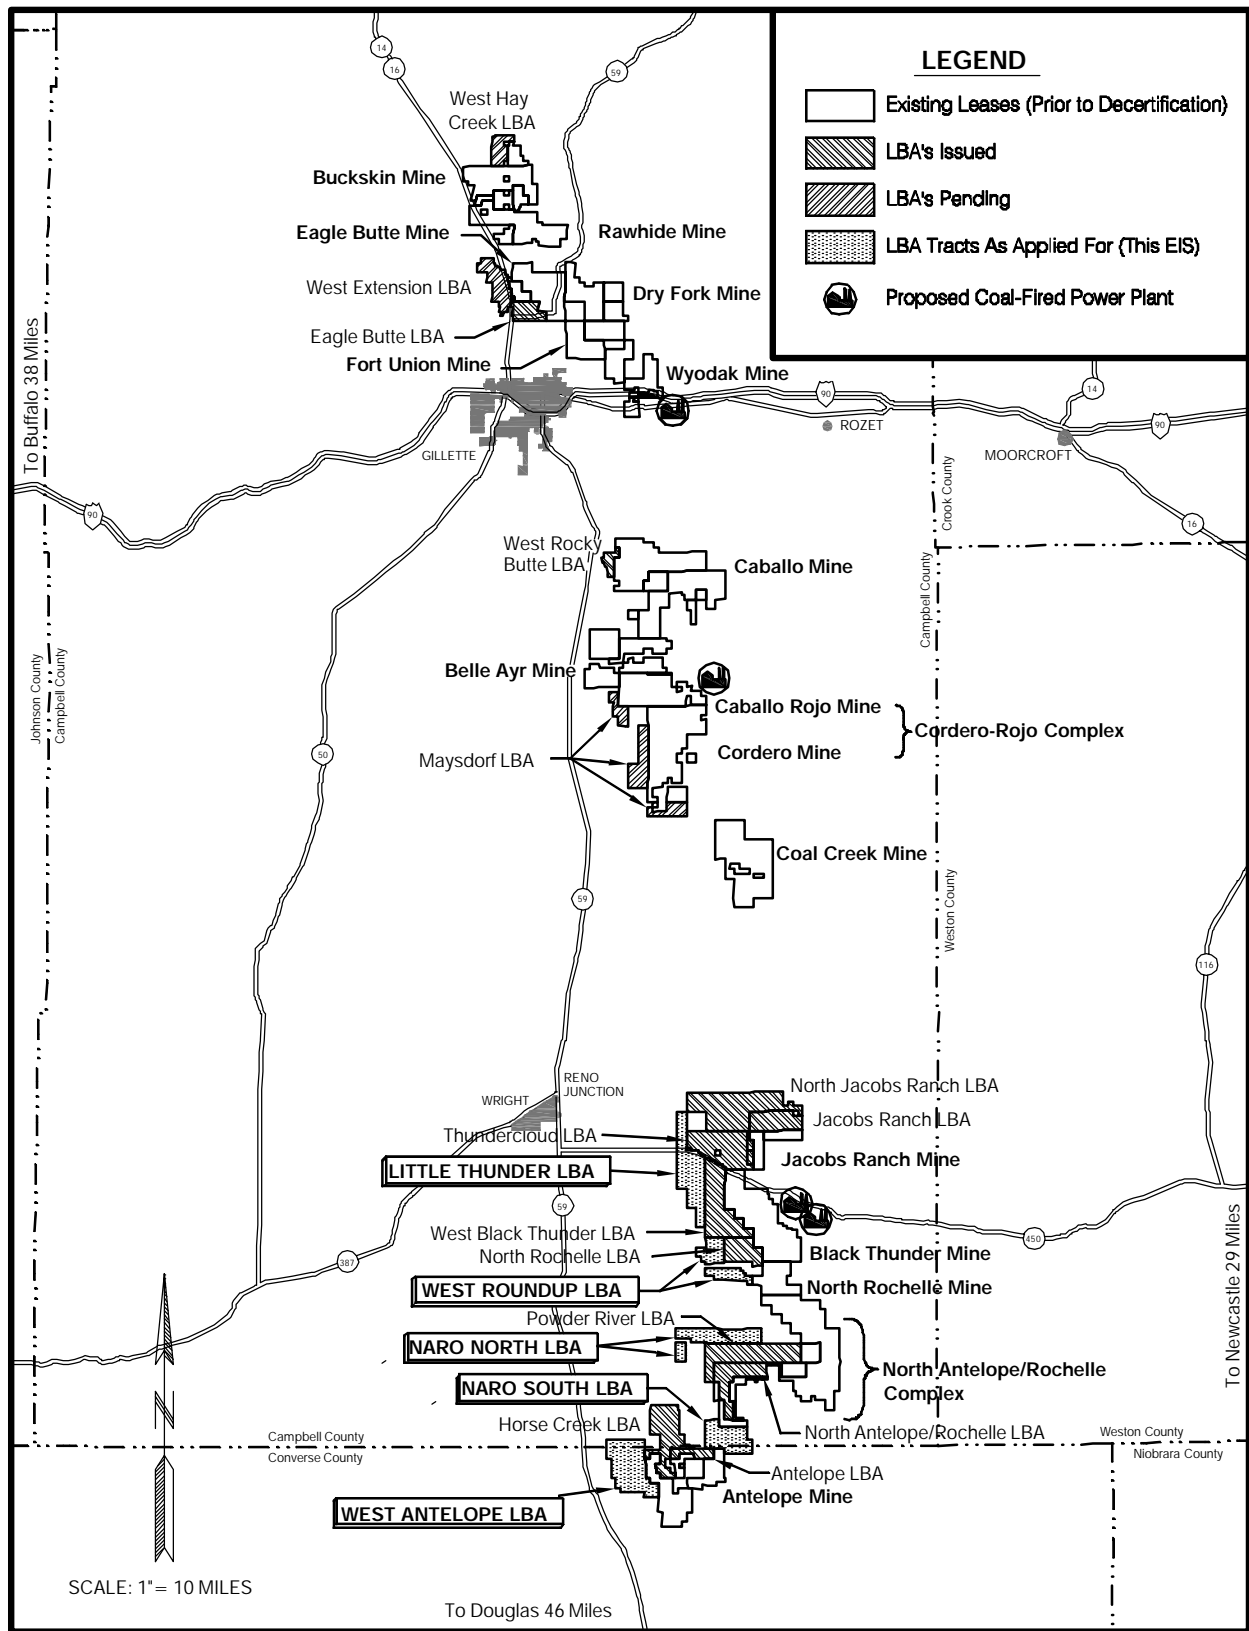 LEGEND
Existing Leases (Prior to Decertification)
LBA's Issued
LBA's Pending
LBA Tracts As Applied For (This EIS)
Proposed Coal-Fired Power Plant
14
16
59
West Hay
Creek LBA
Buckskin Mine
Eagle Butte Mine
Rawhide Mine
West Extension LBA
Dry Fork Mine
Eagle Butte LBA
Fort Union Mine
Wyodak Mine
To Buffalo 38 Miles
90
14
90
ROZET
GILLETTE
MOORCROFT
90
16
Crook County
West Rocky
Butte LBA
Caballo Mine
Campbell County
Johnson County
Campbell County
Belle Ayr Mine
Caballo Rojo Mine
Cordero-Rojo Complex
50
Maysdorf LBA
Cordero Mine
Coal Creek Mine
59
Weston County
116
RENO
JUNCTION
WRIGHT
North Jacobs Ranch LBA
Jacobs Ranch LBA
Thundercloud LBA
Jacobs Ranch Mine
LITTLE THUNDER LBA
59
West Black Thunder LBA
450
North Rochelle LBA
Black Thunder Mine
387
WEST ROUNDUP LBA
North Rochelle Mine
To Newcastle 29 Miles
Powder River LBA
NARO NORTH LBA
North Antelope/Rochelle
Complex
NARO SOUTH LBA
Horse Creek LBA
North Antelope/Rochelle LBA
Campbell County
Converse County
Weston County
Niobrara County
Antelope LBA
Antelope Mine
WEST ANTELOPE LBA
N
SCALE: 1"= 10 MILES
To Douglas 46 Miles